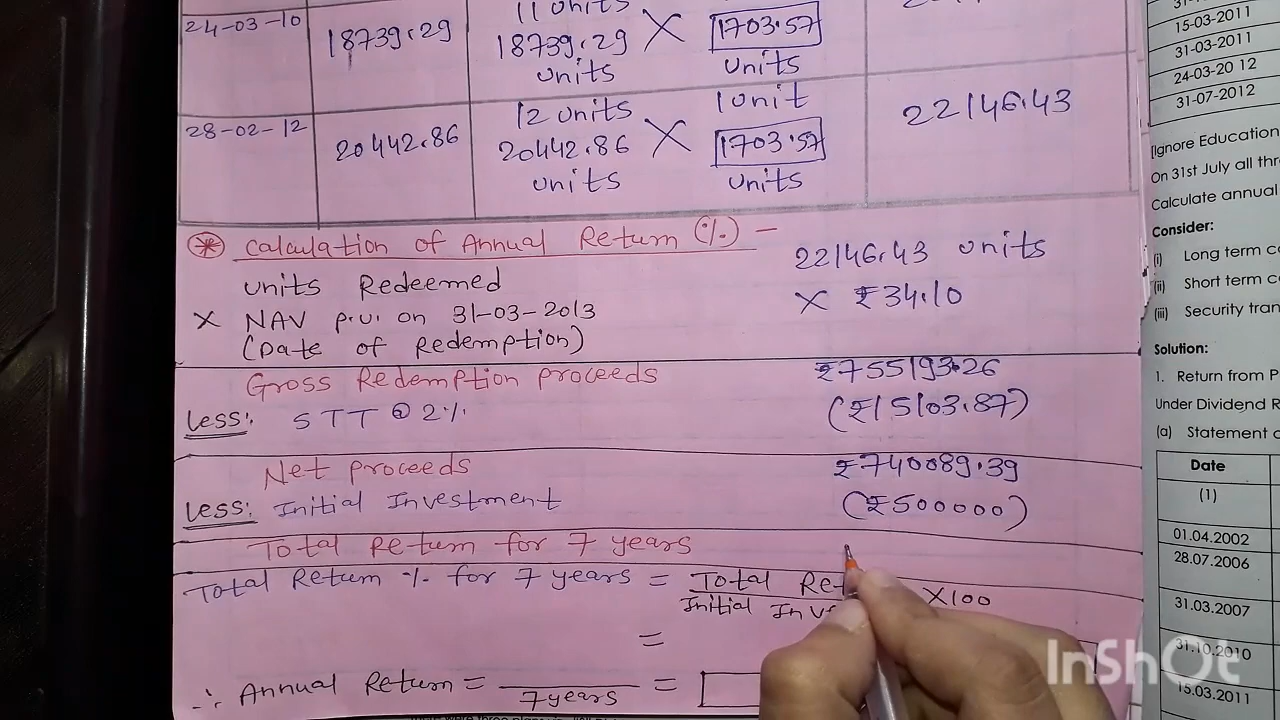 11 units
24-03-10 18739.29 18739.29 X 1703.57
units units
12 units 1 unit
28-02-12 20442.86 20442.86 X 1703.57 22146.43
units units
* Calculation of Annual Return (%) -
Units Redeemed 22146.43 units
X NAV p.u. on 31-03-2013 X ₹34.10
(Date of Redemption)
Gross Redemption proceeds ₹755193.26
Less: STT @ 2% (₹15103.87)
Net proceeds ₹740089.39
Less: Initial Investment (₹500000)
Total Return for 7 years
Total Return % for 7 years = Total Ret
Initial Inve X100
=
∴ Annual Return = 7 years =
15-03-2011
31-03-2011
24-03-20 12
31-07-2012
[Ignore Education
On 31st July all thr
Calculate annual
Consider:
(i) Long term c
(ii) Short term c
(iii) Security tran
Solution:
1. Return from P
Under Dividend R
(a) Statement o
Date
(1)
01.04.2002
28.07.2006
31.03.2007
31.10.2010
15.03.2011
InShOt